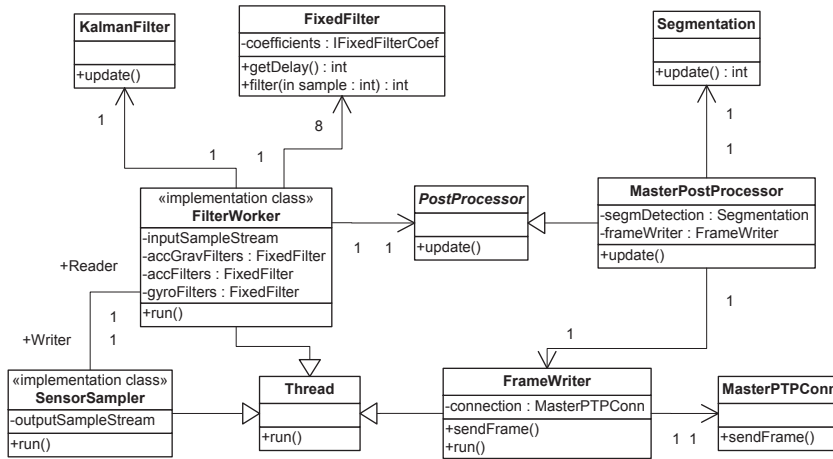 KalmanFilter
+update()
FixedFilter
-coefficients : IFixedFilterCoef
+getDelay() : int
+filter(in sample : int) : int
Segmentation
+update() : int
1
1
1
8
1
1
«implementation class»
FilterWorker
-inputSampleStream
-accGravFilters : FixedFilter
-accFilters : FixedFilter
-gyroFilters : FixedFilter
+run()
1
1
PostProcessor
+update()
MasterPostProcessor
-segmDetection : Segmentation
-frameWriter : FrameWriter
+update()
+Reader
1
1
+Writer
1
1
«implementation class»
SensorSampler
-outputSampleStream
+run()
Thread
+run()
FrameWriter
-connection : MasterPTPConn
+sendFrame()
+run()
1 1
MasterPTPConn
+sendFrame()